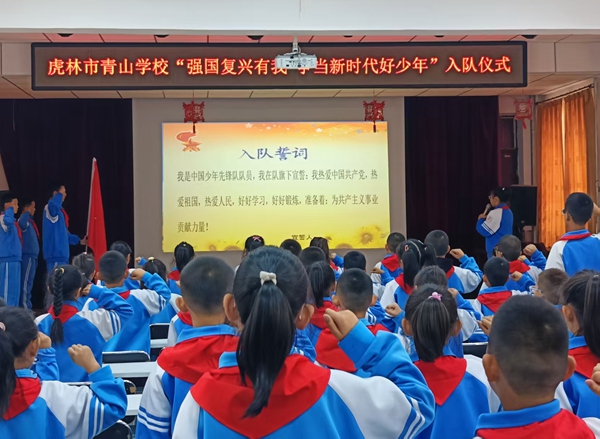 虎林市青山学校“强国复兴有我 争当新时代好少年”入队仪式
入队誓词
我是中国少年先锋队队员，我在队旗下宣誓：我热爱中国共产党，热
爱祖国，热爱人民，好好学习，好好锻炼，准备着：为共产主义事业
贡献力量！
宣誓人：